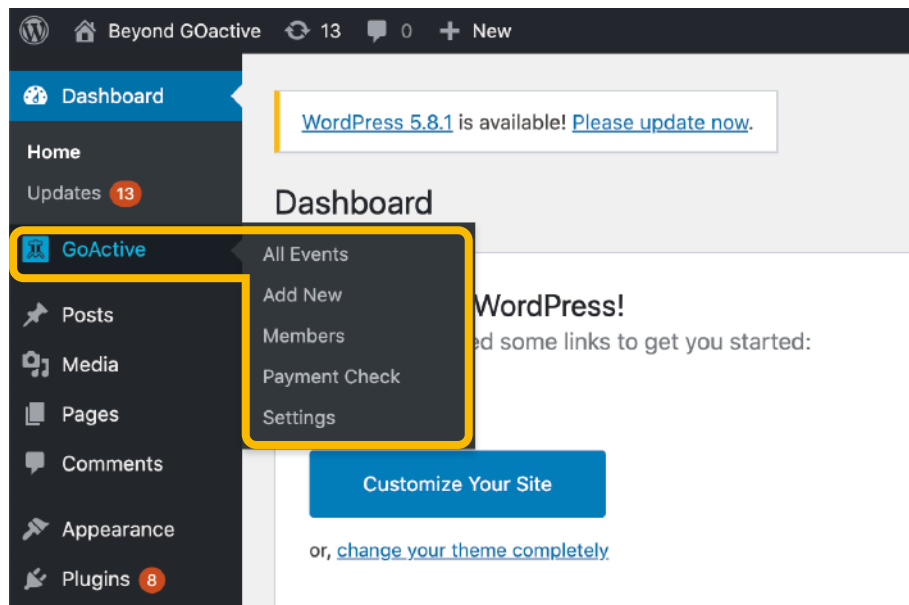 Beyond GOactive 13 0 + New
Dashboard
WordPress 5.8.1 is available! Please update now.
Home
Updates 13
Dashboard
GoActive
All Events
Add New
Members
Payment Check
Settings
WordPress!
ed some links to get you started:
Posts
Media
Pages
Comments
Appearance
Plugins 8
Customize Your Site
or, change your theme completely